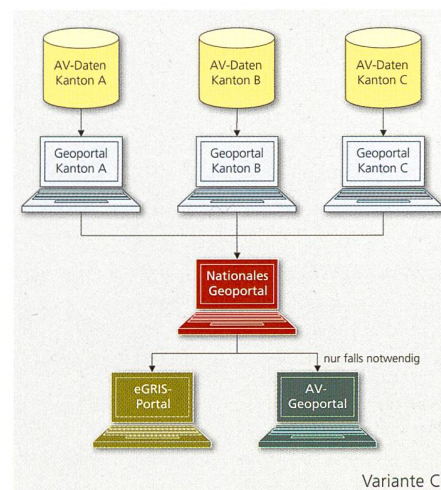 AV-Daten
Kanton A
AV-Daten
Kanton B
AV-Daten
Kanton C
Geoportal
Kanton A
Geoportal
Kanton B
Geoportal
Kanton C
Nationales
Geoportal
nur falls notwendig
eGRIS-
Portal
AV-
Geoportal
Variante C